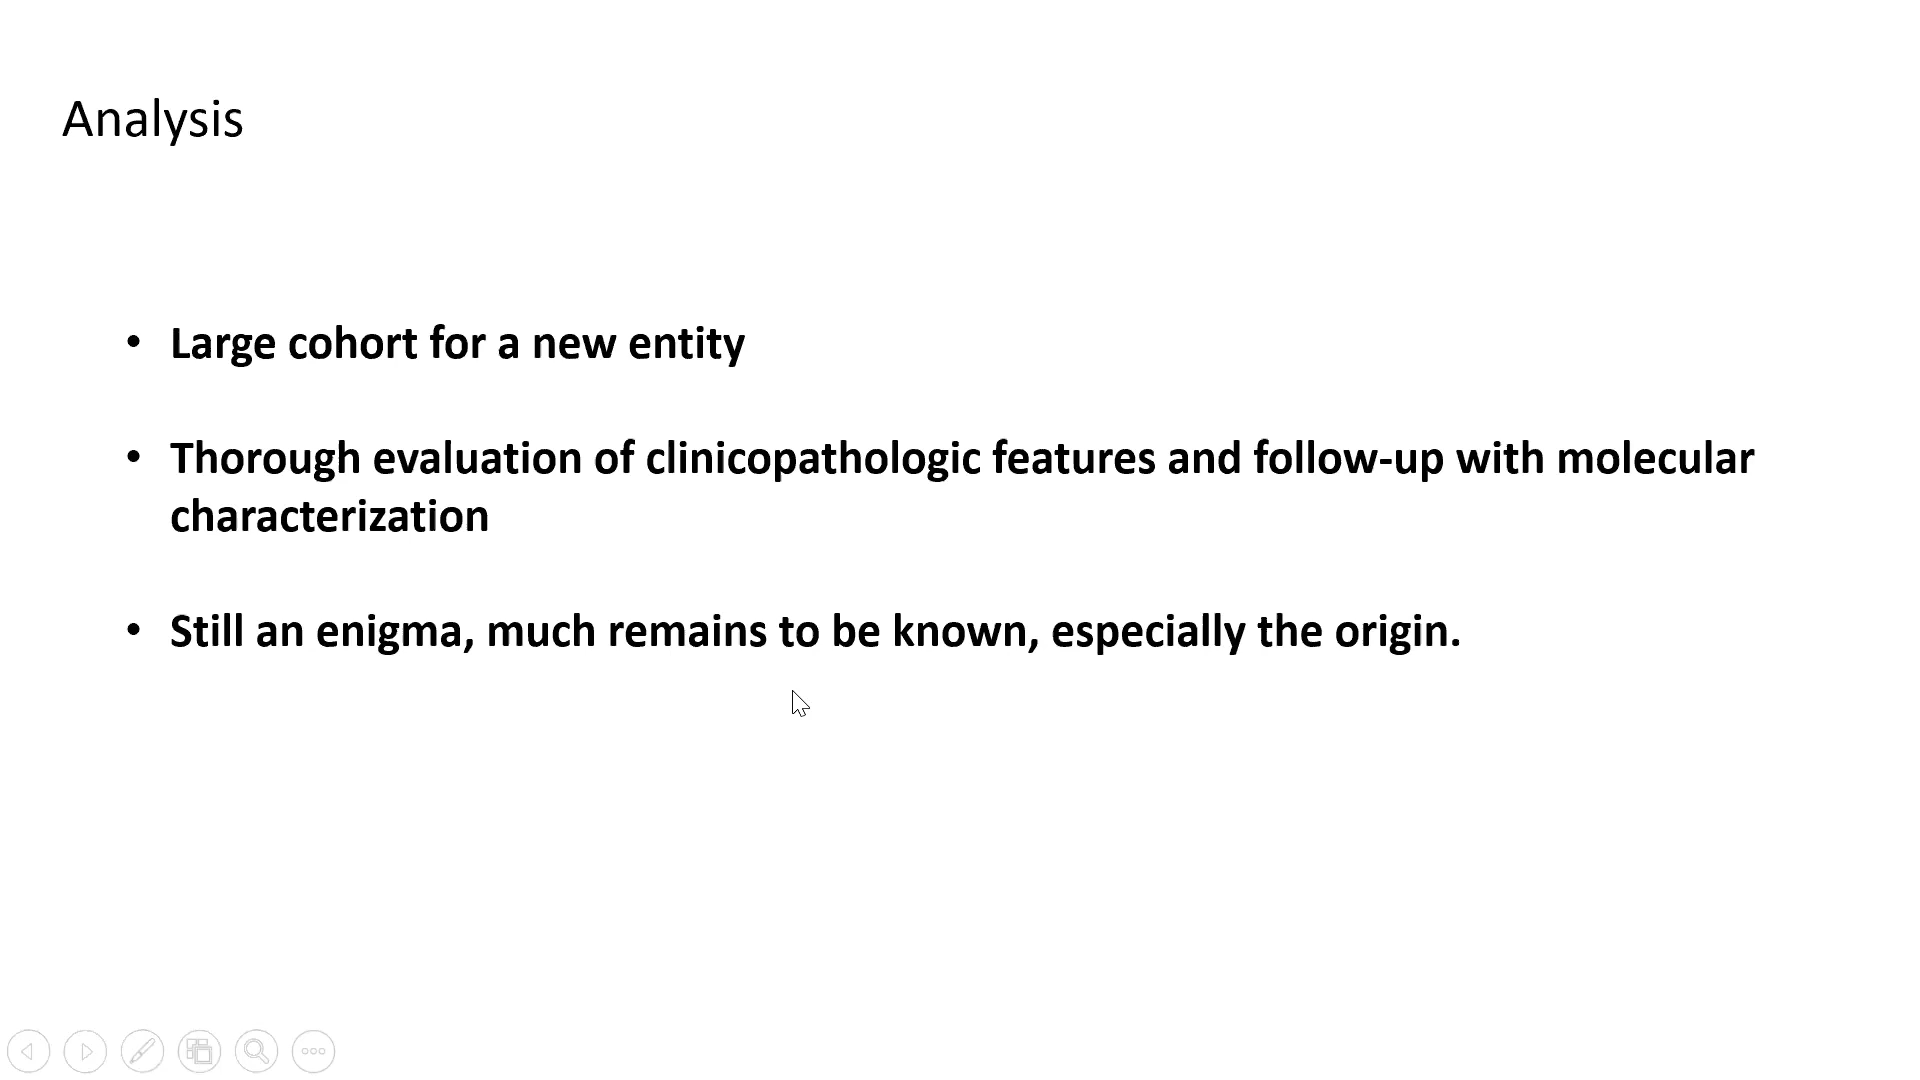 Analysis
• Large cohort for a new entity
• Thorough evaluation of clinicopathologic features and follow-up with molecular
characterization
• Still an enigma, much remains to be known, especially the origin.